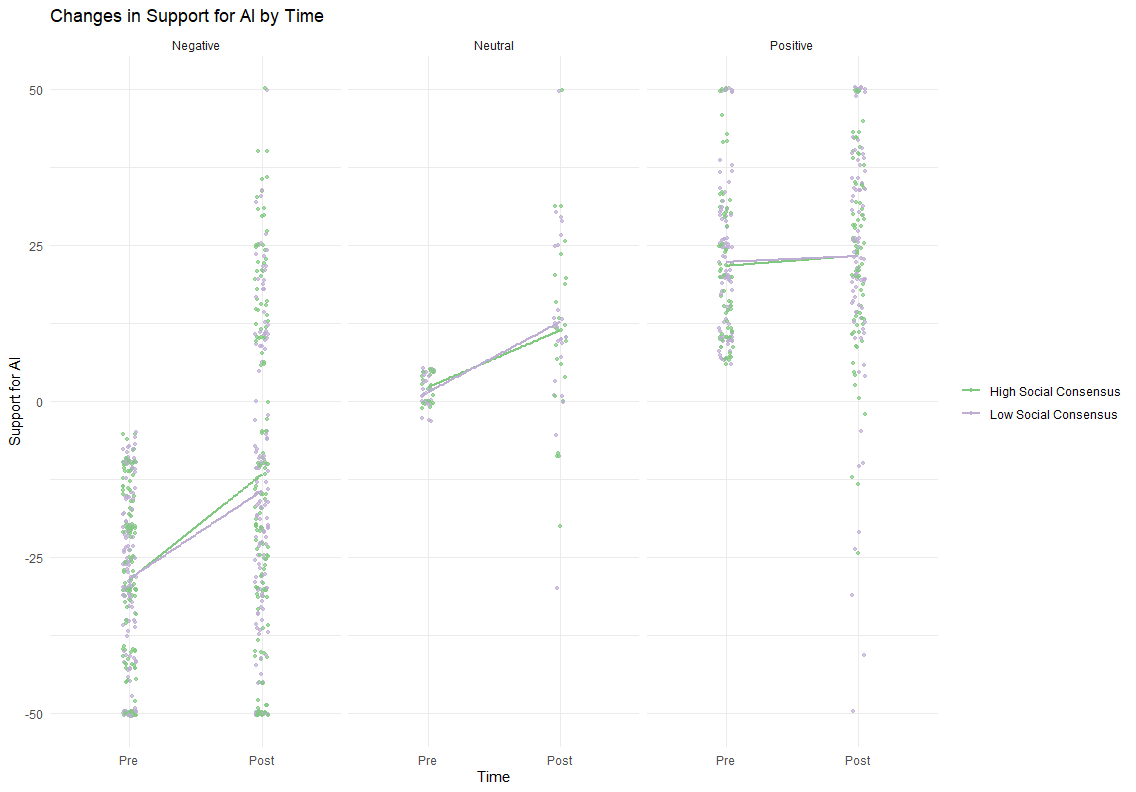 Changes in Support for AI by Time
Negative
Neutral
Positive
50
25
0
-25
-50
Support for AI
Pre
Post
Pre
Post
Pre
Post
Time
High Social Consensus
Low Social Consensus